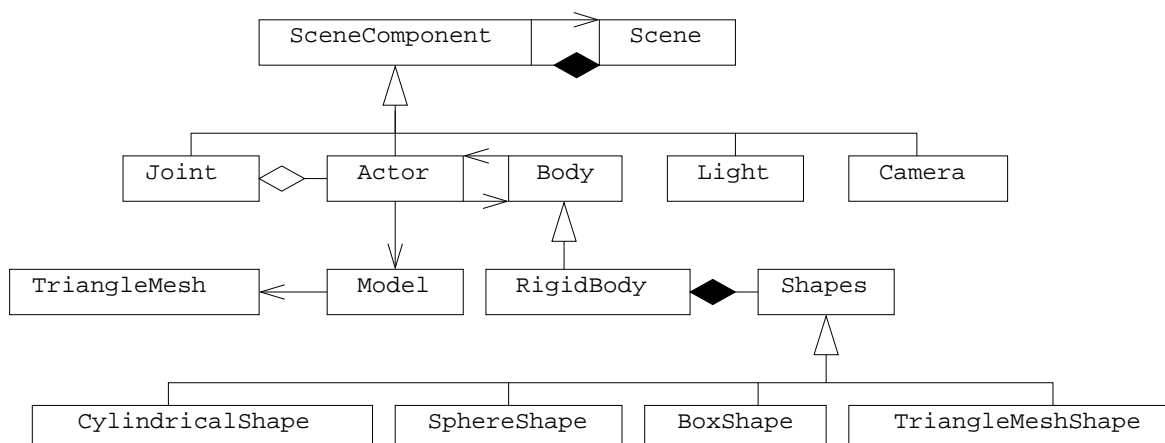 SceneComponent Scene
Joint Actor Body Light Camera
TriangleMesh Model RigidBody Shapes
CylindricalShape SphereShape BoxShape TriangleMeshShape